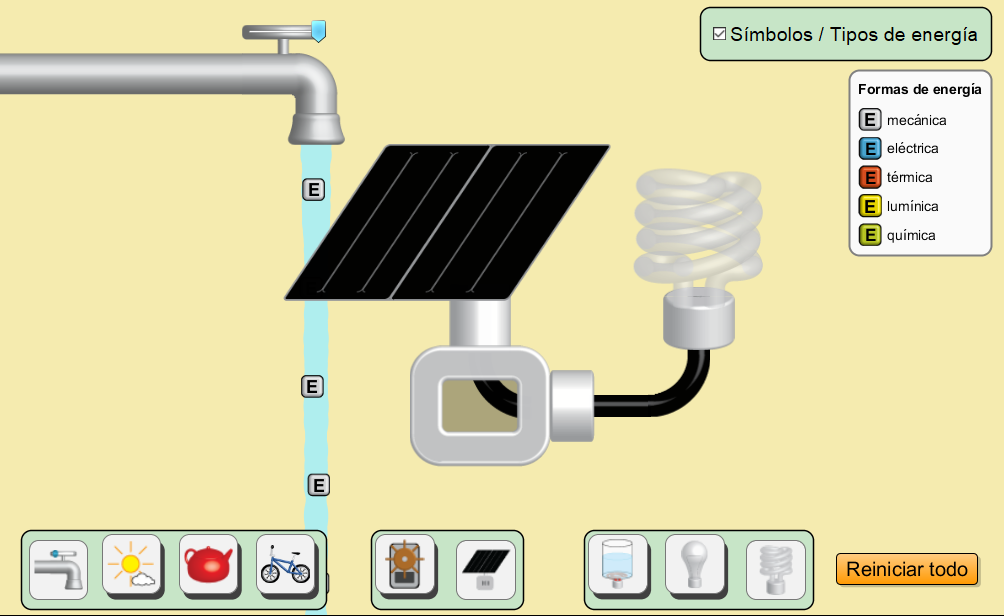 Símbolos / Tipos de energía
Formas de energía
E mecánica
E eléctrica
E térmica
E lumínica
E química
E
E
E
Reiniciar todo